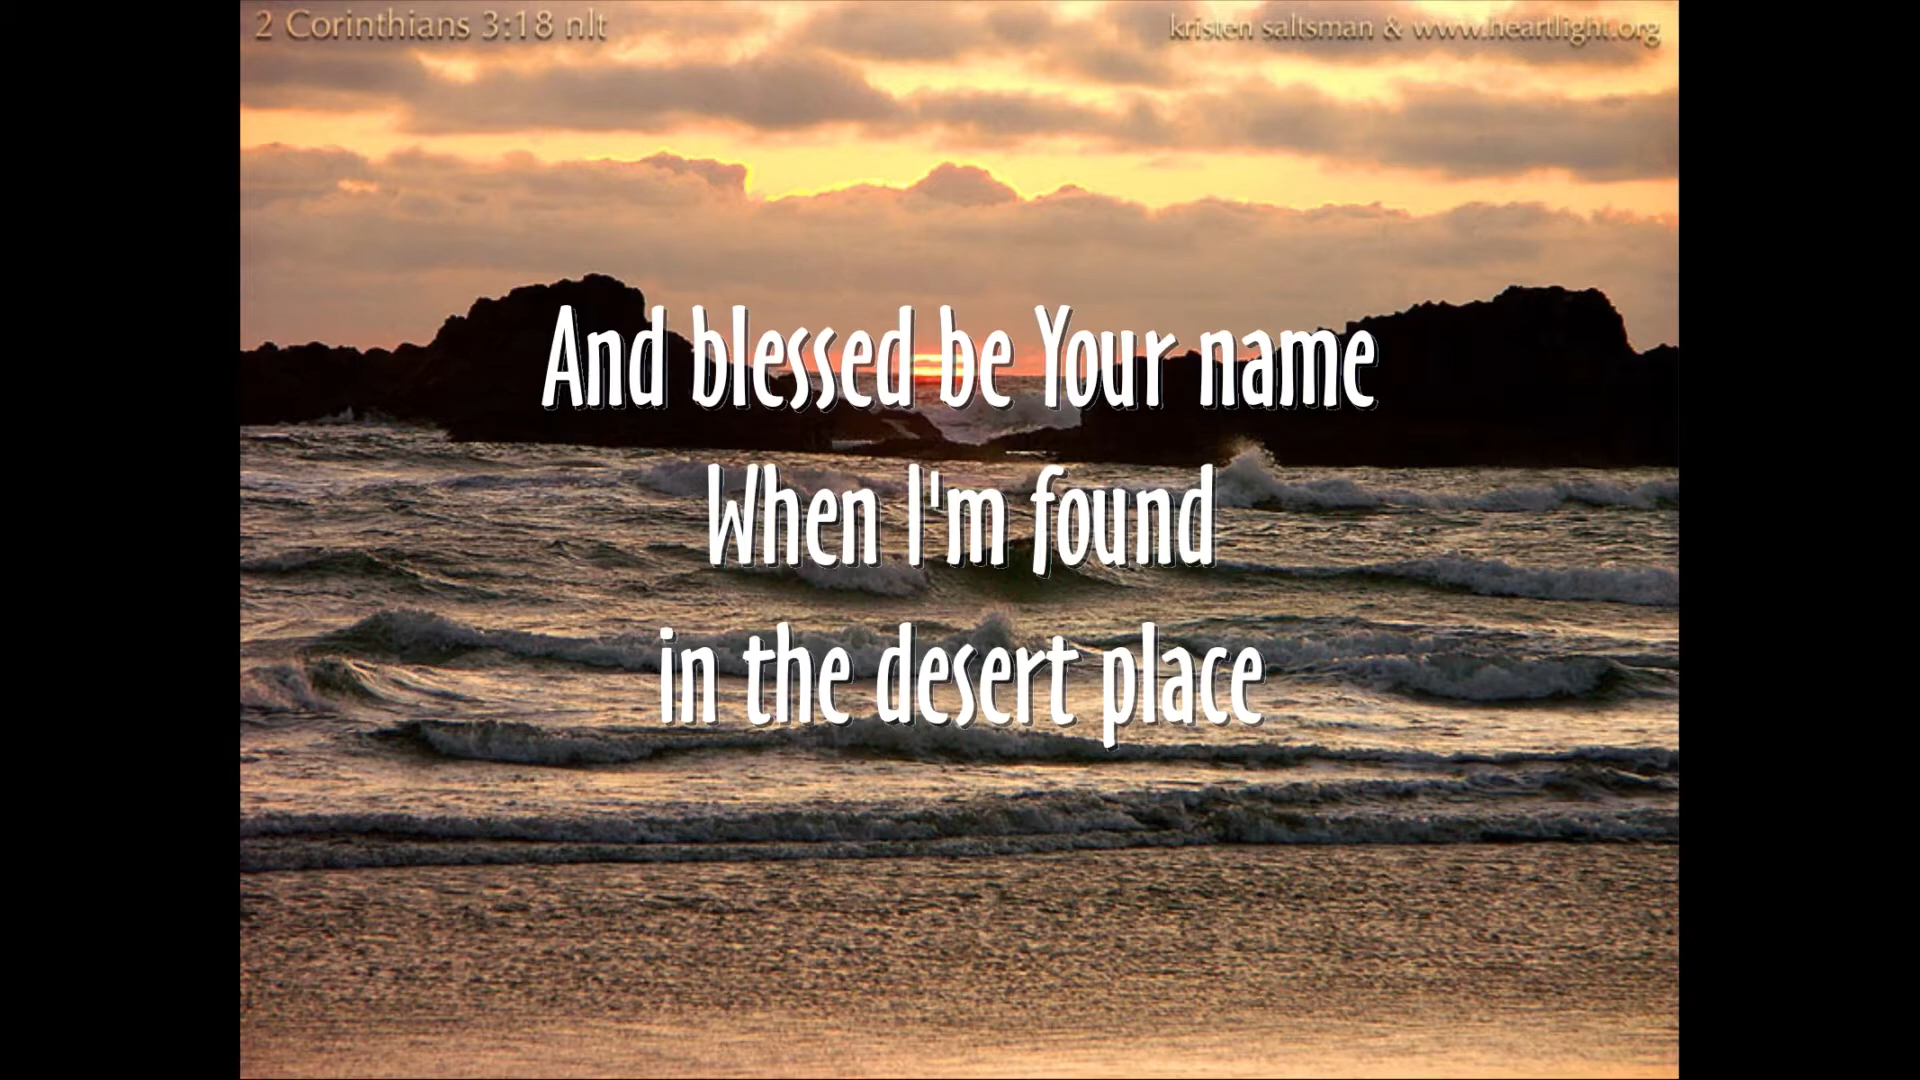 2 Corinthians 3:18 nlt
kristen saltsman & www.heartlight.org
And blessed be Your name
When I'm found
in the desert place